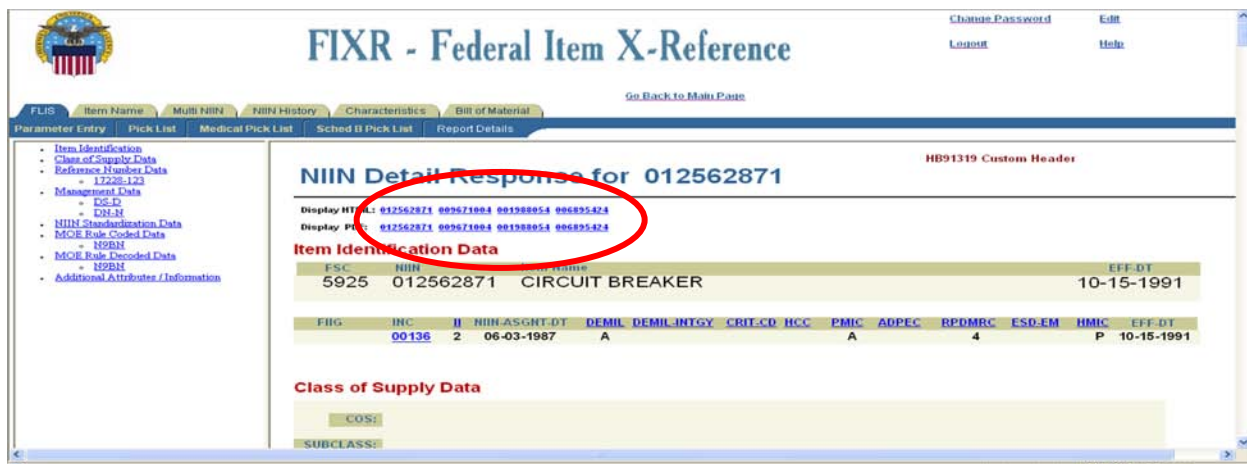 Change Password Edit
FIXR - Federal Item X-Reference
Logout Help
Go Back to Main Page
FLIS Item Name Multi NIIN NIIN History Characteristics Bill of Material
Parameter Entry Pick List Medical Pick List Sched B Pick List Report Details
Item Identification
Class of Supply Data
Reference Number Data
17228-123
Management Data
DS-D
DN-N
NIIN Standardization Data
MOE Rule Coded Data
N9BN
MOE Rule Decoded Data
N9BN
Additional Attributes / Information
HB91319 Custom Header
NIIN Detail Response for 012562871
Display HTML: 012562871 009671004 001988054 006895424
Display PDF: 012562871 009671004 001988054 006895424
Item Identification Data
FSC NIIN Item Name EFF-DT
5925 012562871 CIRCUIT BREAKER 10-15-1991
FIIG INC II NIIN-ASGNT-DT DEMIL DEMIL-INTGY CRIT-CD HCC PMIC ADPEC RPDMRC ESD-EM HMIC EFF-DT
00136 2 06-03-1987 A A 4 P 10-15-1991
Class of Supply Data
COS:
SUBCLASS: